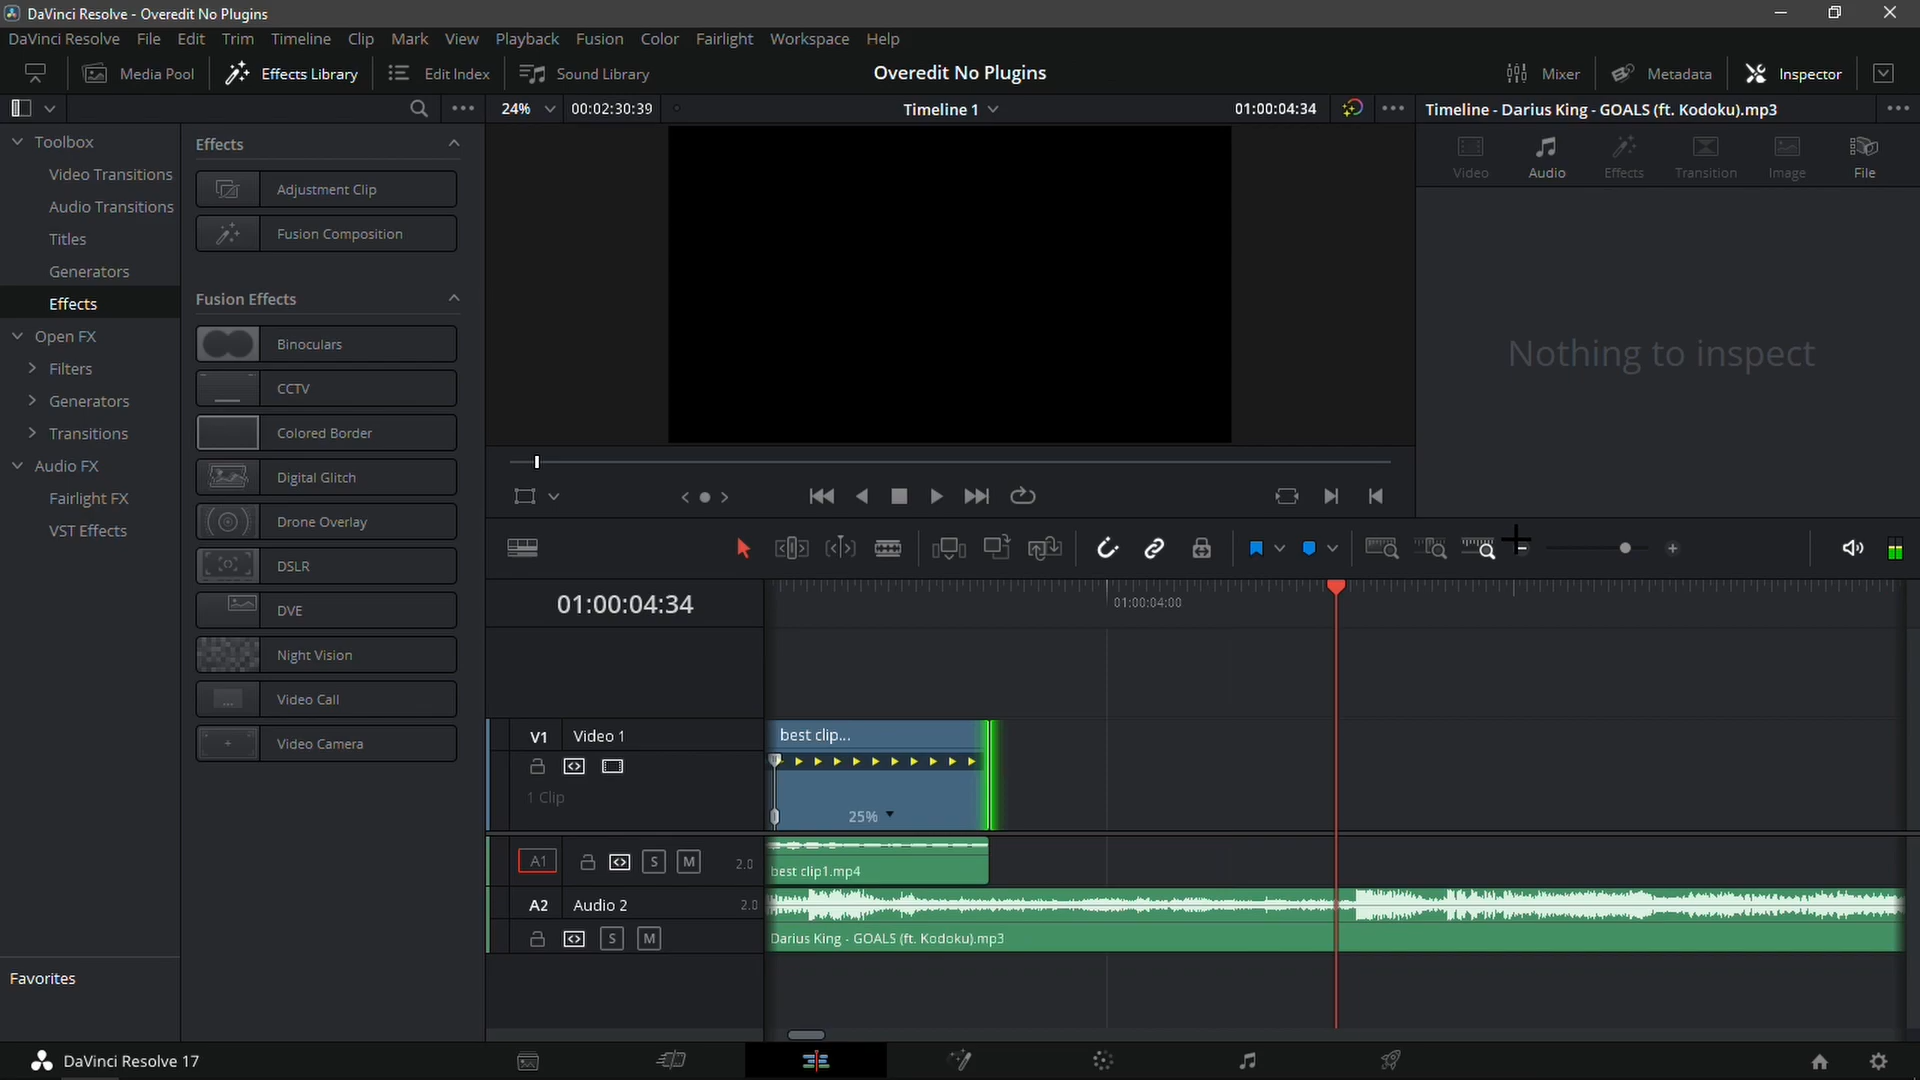 DaVinci Resolve - Overedit No Plugins
DaVinci Resolve File Edit Trim Timeline Clip Mark View Playback Fusion Color Fairlight Workspace Help
Media Pool Effects Library Edit Index Sound Library Overedit No Plugins Mixer Metadata Inspector
24% 00:02:30:39 Timeline 1 01:00:04:34 Timeline - Darius King - GOALS (ft. Kodoku).mp3
Toolbox
Video Transitions
Audio Transitions
Titles
Generators
Effects
Open FX
Filters
Generators
Transitions
Audio FX
Fairlight FX
VST Effects
Favorites
Effects
Adjustment Clip
Fusion Composition
Fusion Effects
Binoculars
CCTV
Colored Border
Digital Glitch
Drone Overlay
DSLR
DVE
Night Vision
Video Call
Video Camera
Video Audio Effects Transition Image File
Nothing to inspect
01:00:04:34
01:00:04:00
V1 Video 1
1 Clip
best clip...
25%
A1 S M 2.0
best clip1.mp4
A2 Audio 2 2.0
S M
Darius King - GOALS (ft. Kodoku).mp3
DaVinci Resolve 17